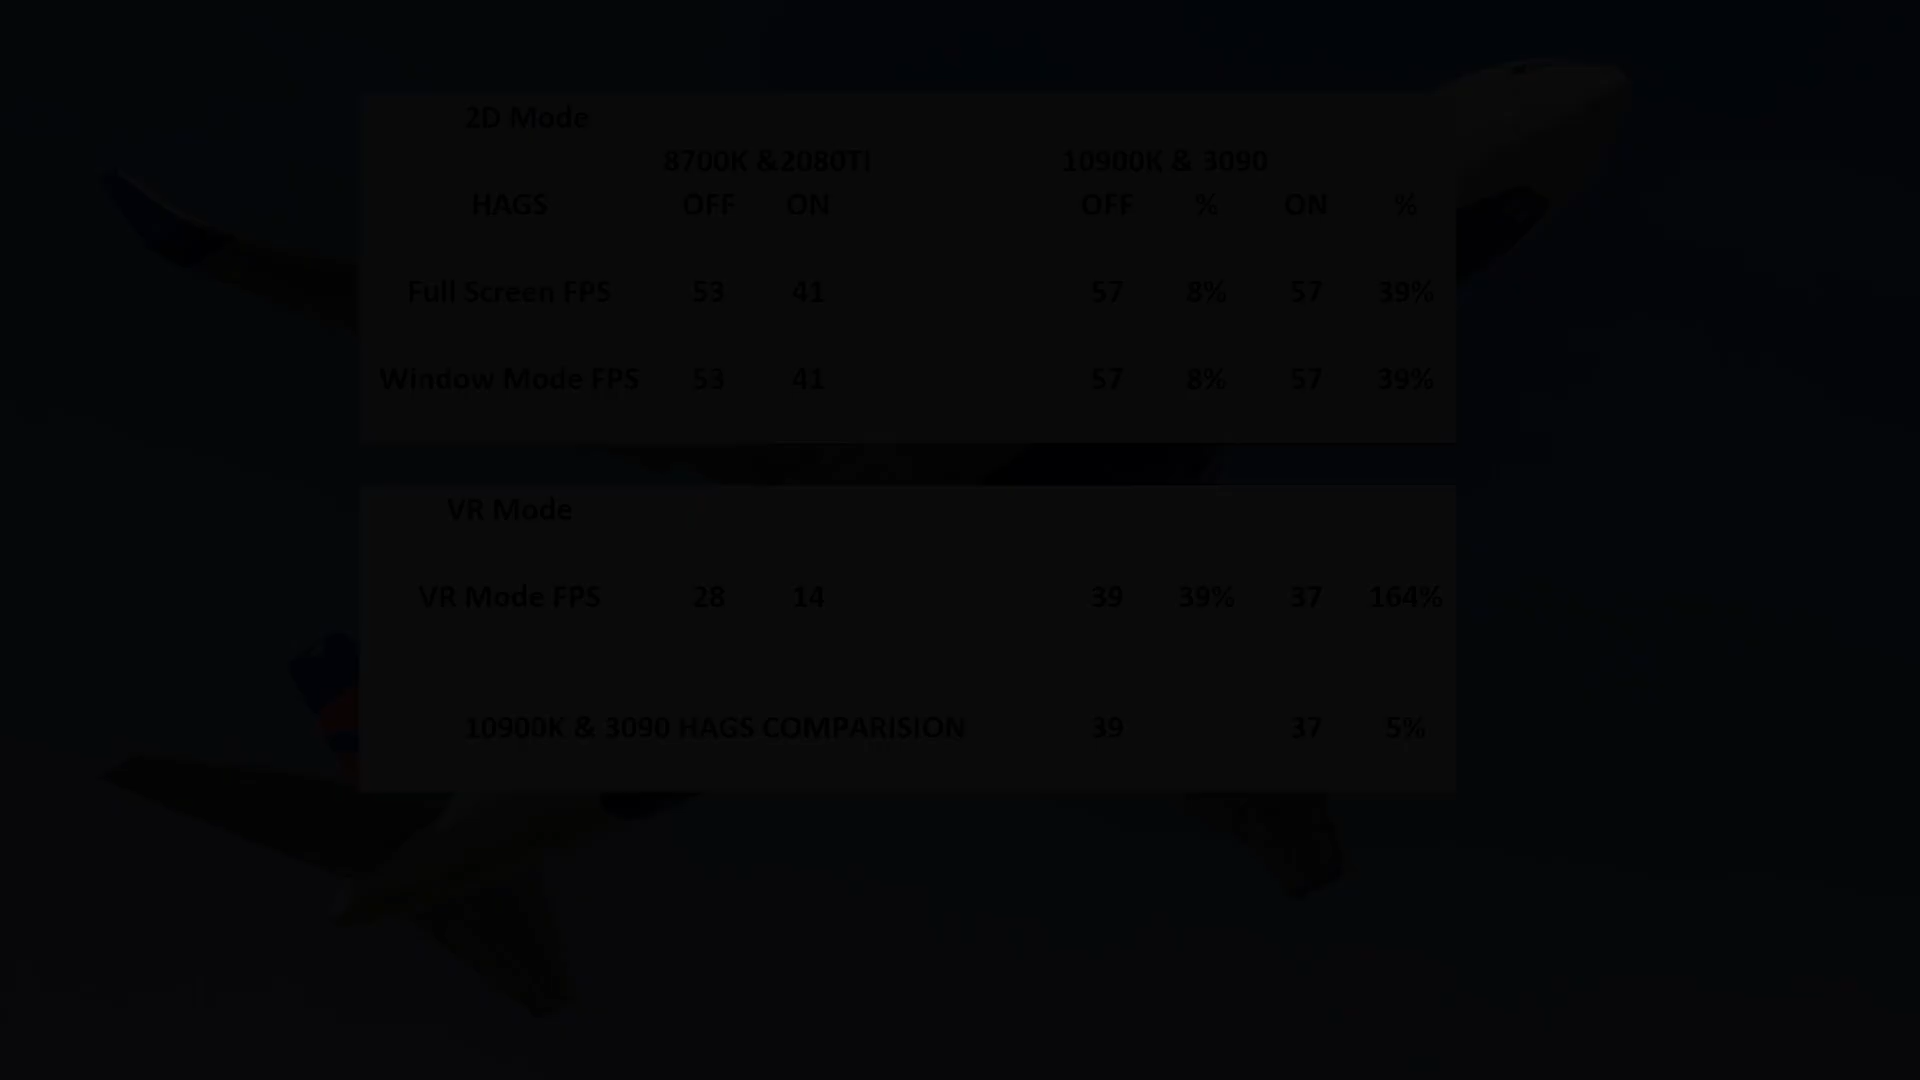 2D Mode
8700K &2080TI 10900K & 3090
HAGS OFF ON OFF % ON %
Full Screen FPS 53 41 57 8% 57 39%
Window Mode FPS 53 41 57 8% 57 39%
VR Mode
VR Mode FPS 28 14 39 39% 37 164%
10900K & 3090 HAGS COMPARISION 39 37 5%